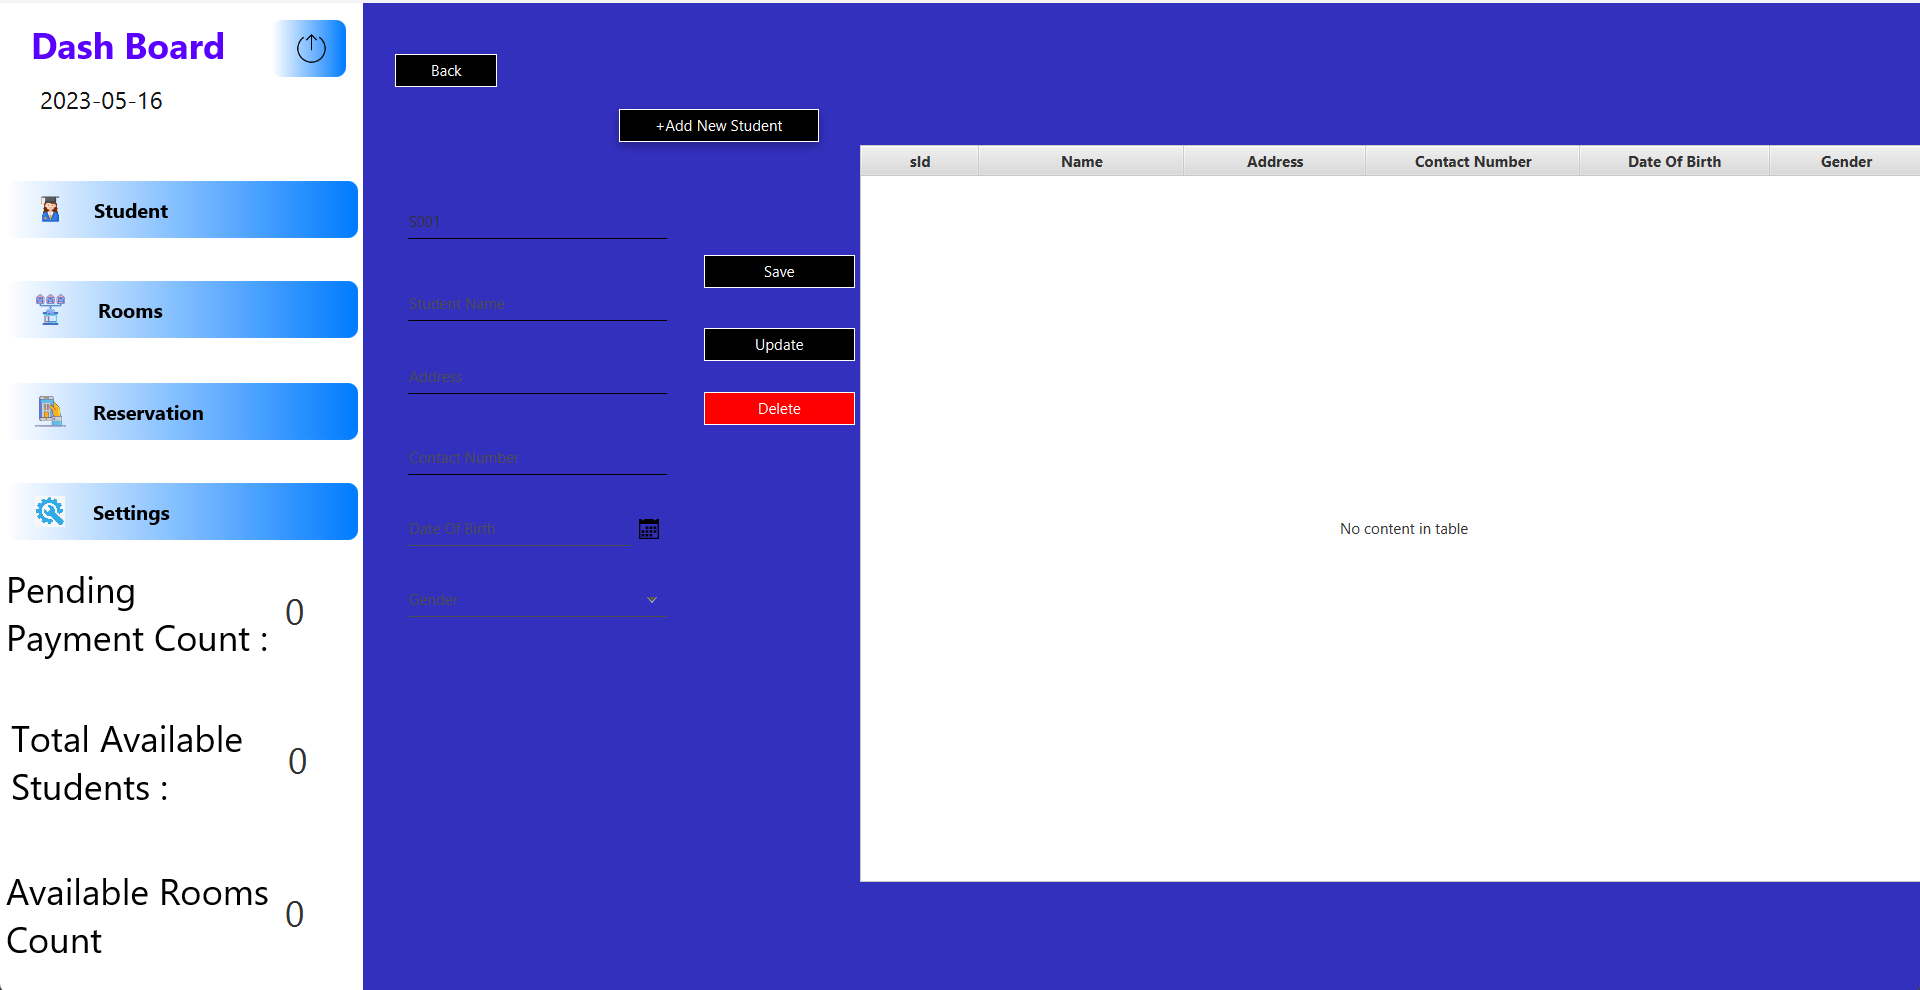 Dash Board
2023-05-16
Student
Rooms
Reservation
Settings
Pending
Payment Count :
0
Total Available
Students :
0
Available Rooms
Count
0
Back
+Add New Student
S001
Student Name
Address
Contact Number
Date Of Birth
Gender
Save
Update
Delete
sId Name Address Contact Number Date Of Birth Gender
No content in table